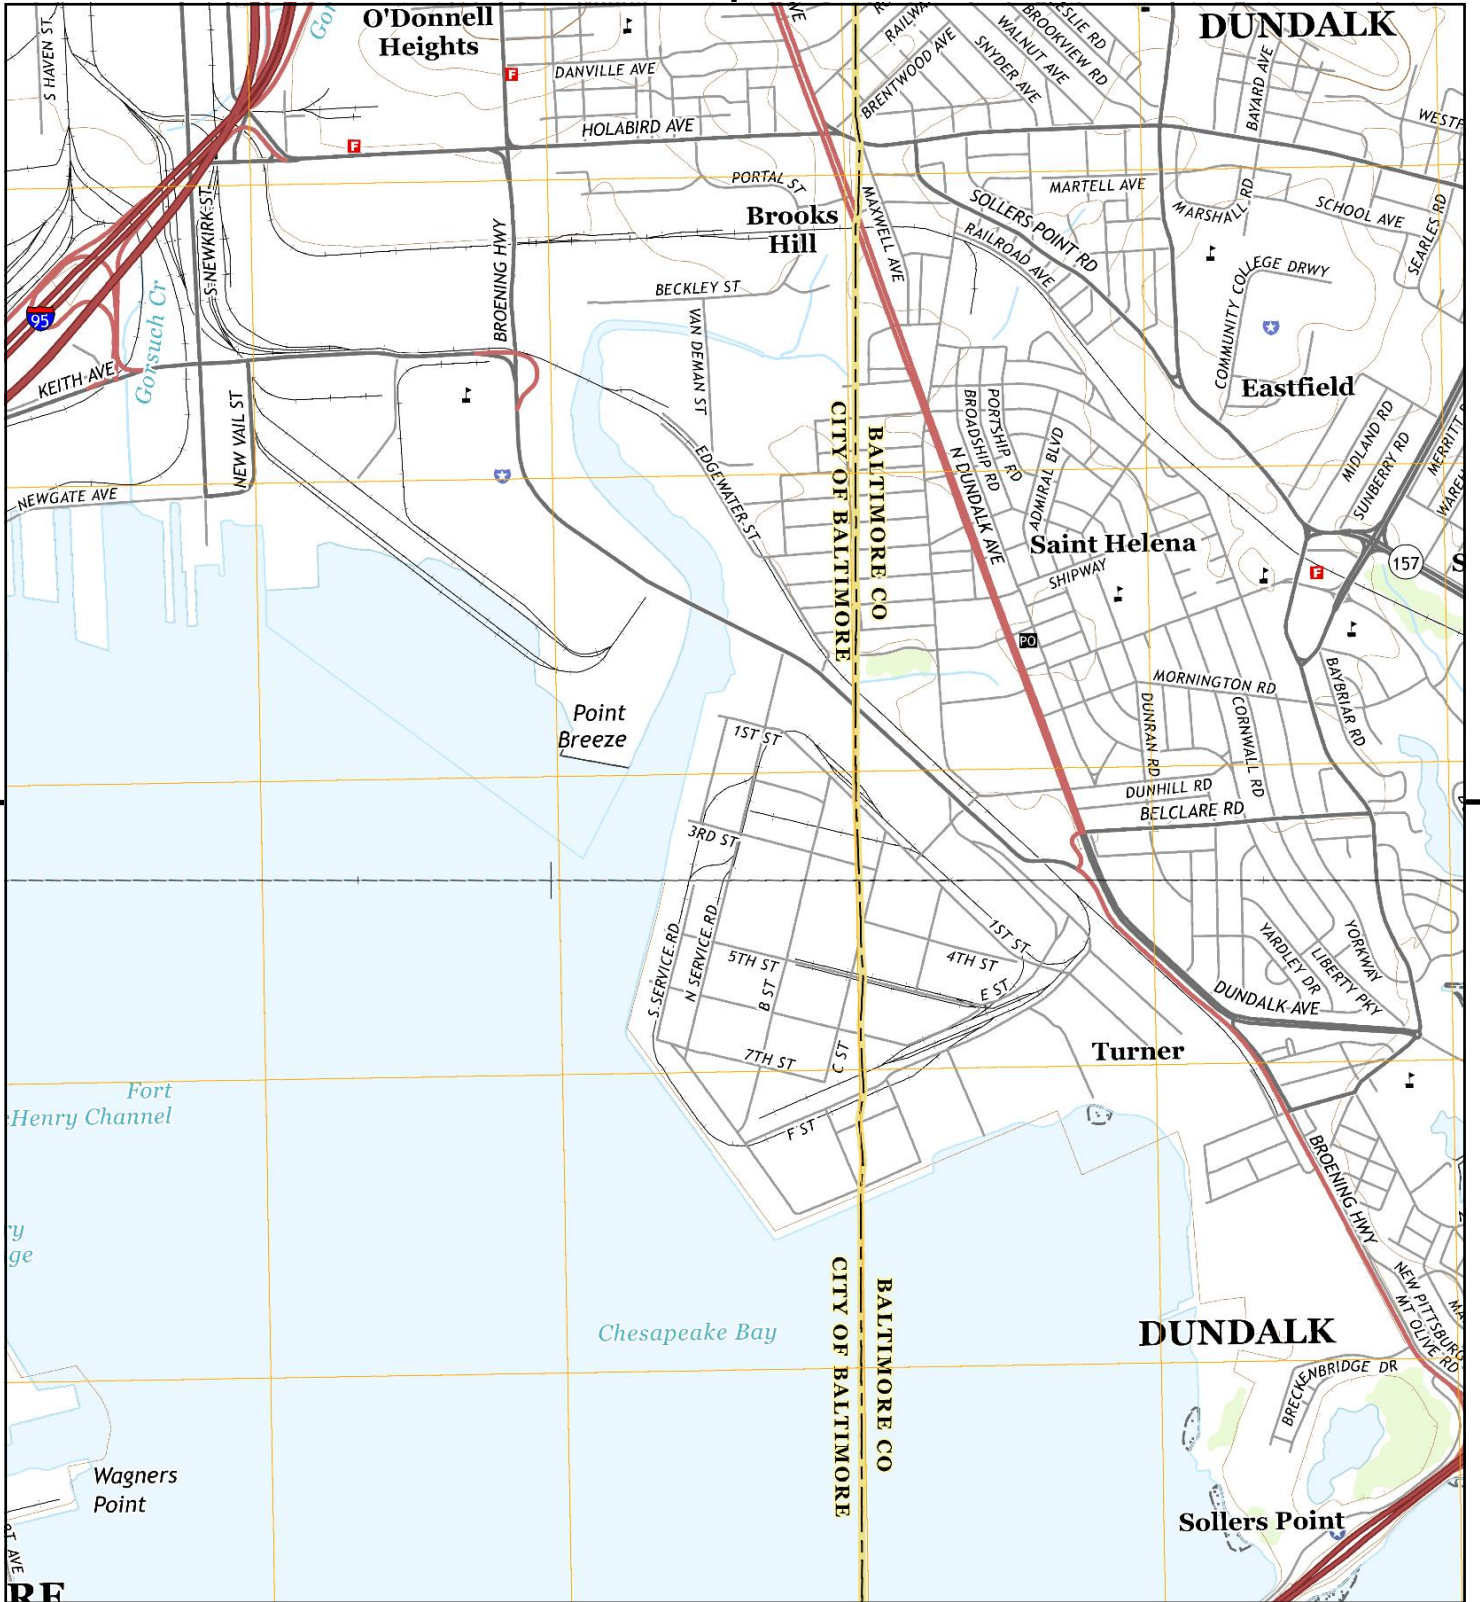 O'Donnell
Heights
DUNDALK
S HAVEN ST
DANVILLE AVE
HOLABIRD AVE
BRENTWOOD AVE
SNYDER AVE
WALNUT AVE
BROOKVIEW RD
BAYARD AVE
F
F
PORTAL ST
Brooks
Hill
MAXWELL AVE
SOLLERS POINT RD
RAILROAD AVE
MARTELL AVE
MARSHALL RD
SCHOOL AVE
SEARLES RD
COMMUNITY COLLEGE DRWY
Eastfield
S NEWKIRK ST
BROENING HWY
BECKLEY ST
VAN DEMAN ST
95
Gorsuch Cr
KEITH AVE
NEW VAIL ST
NEWGATE AVE
EDGEWATER ST
CITY OF BALTIMORE
BALTIMORE CO
BROADSHIP RD
PORTSHIP RD
N DUNDALK AVE
ADMIRAL BLVD
Saint Helena
SHIPWAY
MIDLAND RD
SUNBERRY RD
157
F
PO
MORNINGTON RD
DUNRAN RD
CORNWALL RD
BAYBRIAR RD
DUNHILL RD
BELCLARE RD
Point
Breeze
1ST ST
3RD ST
S SERVICE RD
N SERVICE RD
5TH ST
B ST
7TH ST
C ST
F ST
1ST ST
4TH ST
E ST
YARDLEY DR
LIBERTY PKY
YORKWAY
DUNDALK AVE
Turner
Fort
Henry Channel
BROENING HWY
Chesapeake Bay
CITY OF BALTIMORE
BALTIMORE CO
DUNDALK
MT OLIVE RD
BRECKENBRIDGE DR
Wagners
Point
Sollers Point